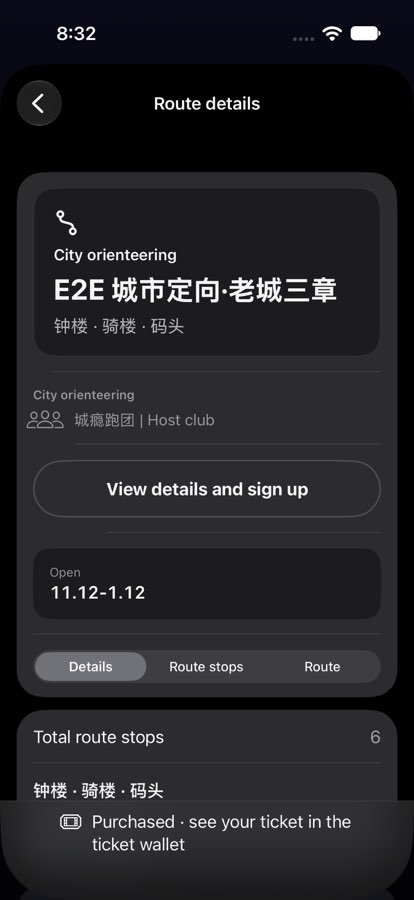 8:32
Route details
City orienteering
E2E 城市定向·老城三章
钟楼 · 骑楼 · 码头
City orienteering
城瘾跑团 | Host club
View details and sign up
Open
11.12-1.12
Details
Route stops
Route
Total route stops
6
钟楼 · 骑楼 · 码头
Purchased · see your ticket in the
ticket wallet